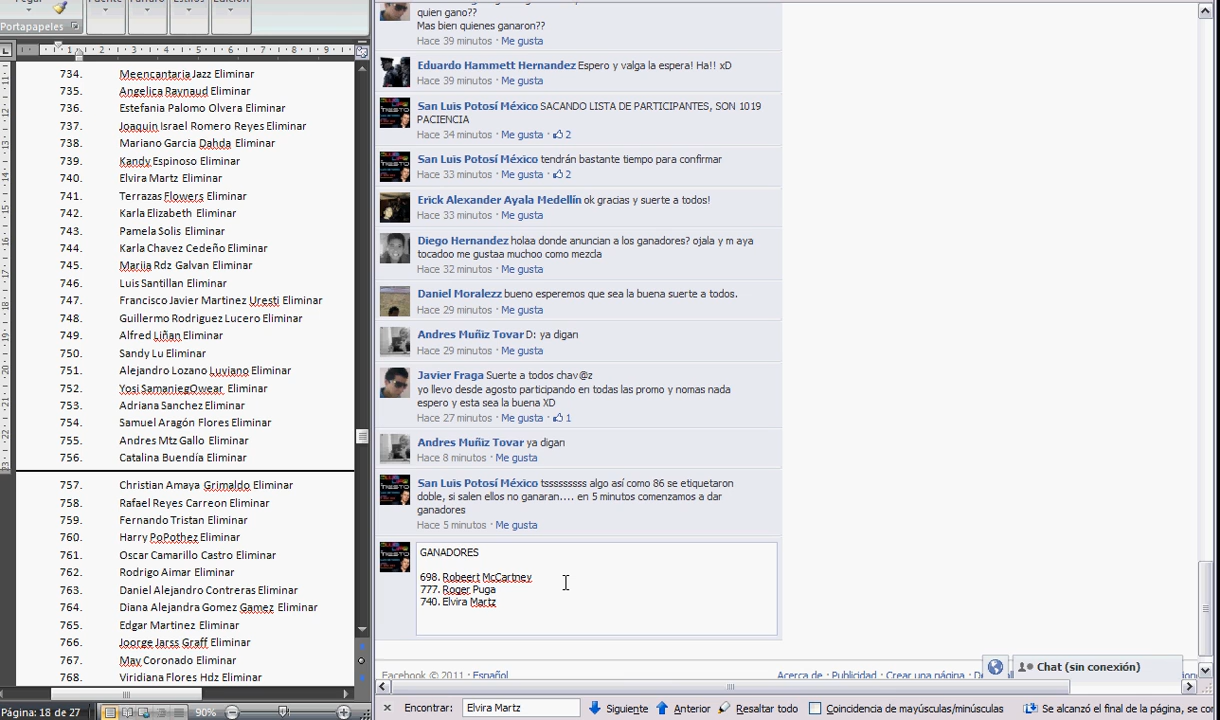 Pegar
Fuente
Párrafo
Estilos
Edición
Portapapeles
1 2 3 4 5 6 7 8 9
734. Meencantaria Jazz Eliminar
735. Angelica Raynaud Eliminar
736. Estefania Palomo Olvera Eliminar
737. Joaquin Israel Romero Reyes Eliminar
738. Mariano Garcia Dahda Eliminar
739. Kandy Espinoso Eliminar
740. Elvira Martz Eliminar
741. Terrazas Flowers Eliminar
742. Karla Elizabeth Eliminar
743. Pamela Solis Eliminar
744. Karla Chavez Cedeño Eliminar
745. Mariia Rdz Galvan Eliminar
746. Luis Santillan Eliminar
747. Francisco Javier Martinez Uresti Eliminar
748. Guillermo Rodriguez Lucero Eliminar
749. Alfred Liñan Eliminar
750. Sandy Lu Eliminar
751. Alejandro Lozano Luviano Eliminar
752. Yosi SamaniegOwear Eliminar
753. Adriana Sanchez Eliminar
754. Samuel Aragón Flores Eliminar
755. Andres Mtz Gallo Eliminar
756. Catalina Buendía Eliminar
757. Christian Amaya Grimaldo Eliminar
758. Rafael Reyes Carreon Eliminar
759. Fernando Tristan Eliminar
760. Harry PoPothez Eliminar
761. Oscar Camarillo Castro Eliminar
762. Rodrigo Aimar Eliminar
763. Daniel Alejandro Contreras Eliminar
764. Diana Alejandra Gomez Gamez Eliminar
765. Edgar Martinez Eliminar
766. Joorge Jarss Graff Eliminar
767. May Coronado Eliminar
768. Viridiana Flores Hdz Eliminar
Página: 18 de 27
90%
quien gano??
Mas bien quienes ganaron??
Hace 39 minutos · Me gusta
Eduardo Hammett Hernandez Espero y valga la espera! Ha!! xD
Hace 39 minutos · Me gusta
San Luis Potosí México SACANDO LISTA DE PARTICIPANTES, SON 1019
PACIENCIA
Hace 34 minutos · Me gusta · 2
San Luis Potosí México tendrán bastante tiempo para confirmar
Hace 33 minutos · Me gusta · 2
Erick Alexander Ayala Medellín ok gracias y suerte a todos!
Hace 33 minutos · Me gusta
Diego Hernandez holaa donde anuncian a los ganadores? ojala y m aya
tocadoo me gustaa muchoo como mezcla
Hace 32 minutos · Me gusta
Daniel Moralezz bueno esperemos que sea la buena suerte a todos.
Hace 29 minutos · Me gusta
Andres Muñiz Tovar D: ya digan
Hace 29 minutos · Me gusta
Javier Fraga Suerte a todos chav@z
yo llevo desde agosto participando en todas las promo y nomas nada
espero y esta sea la buena XD
Hace 27 minutos · Me gusta · 1
Andres Muñiz Tovar ya digan
Hace 8 minutos · Me gusta
San Luis Potosí México tssssssssss algo así como 86 se etiquetaron
doble, si salen ellos no ganaran.... en 5 minutos comenzamos a dar
ganadores
Hace 5 minutos · Me gusta
GANADORES
698. Robeert McCartney
777. Roger Puga
740. Elvira Martz
Facebook © 2011 · Español
Acerca de · Publicidad · Crear una página ·
Chat (sin conexión)
Encontrar: Elvira Martz Siguiente Anterior Resaltar todo Coincidencia de mayúsculas/minúsculas Se alcanzó el final de la página, se co